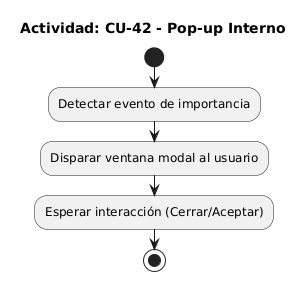 Actividad: CU-42 - Pop-up Interno
Detectar evento de importancia
Disparar ventana modal al usuario
Esperar interacción (Cerrar/Aceptar)